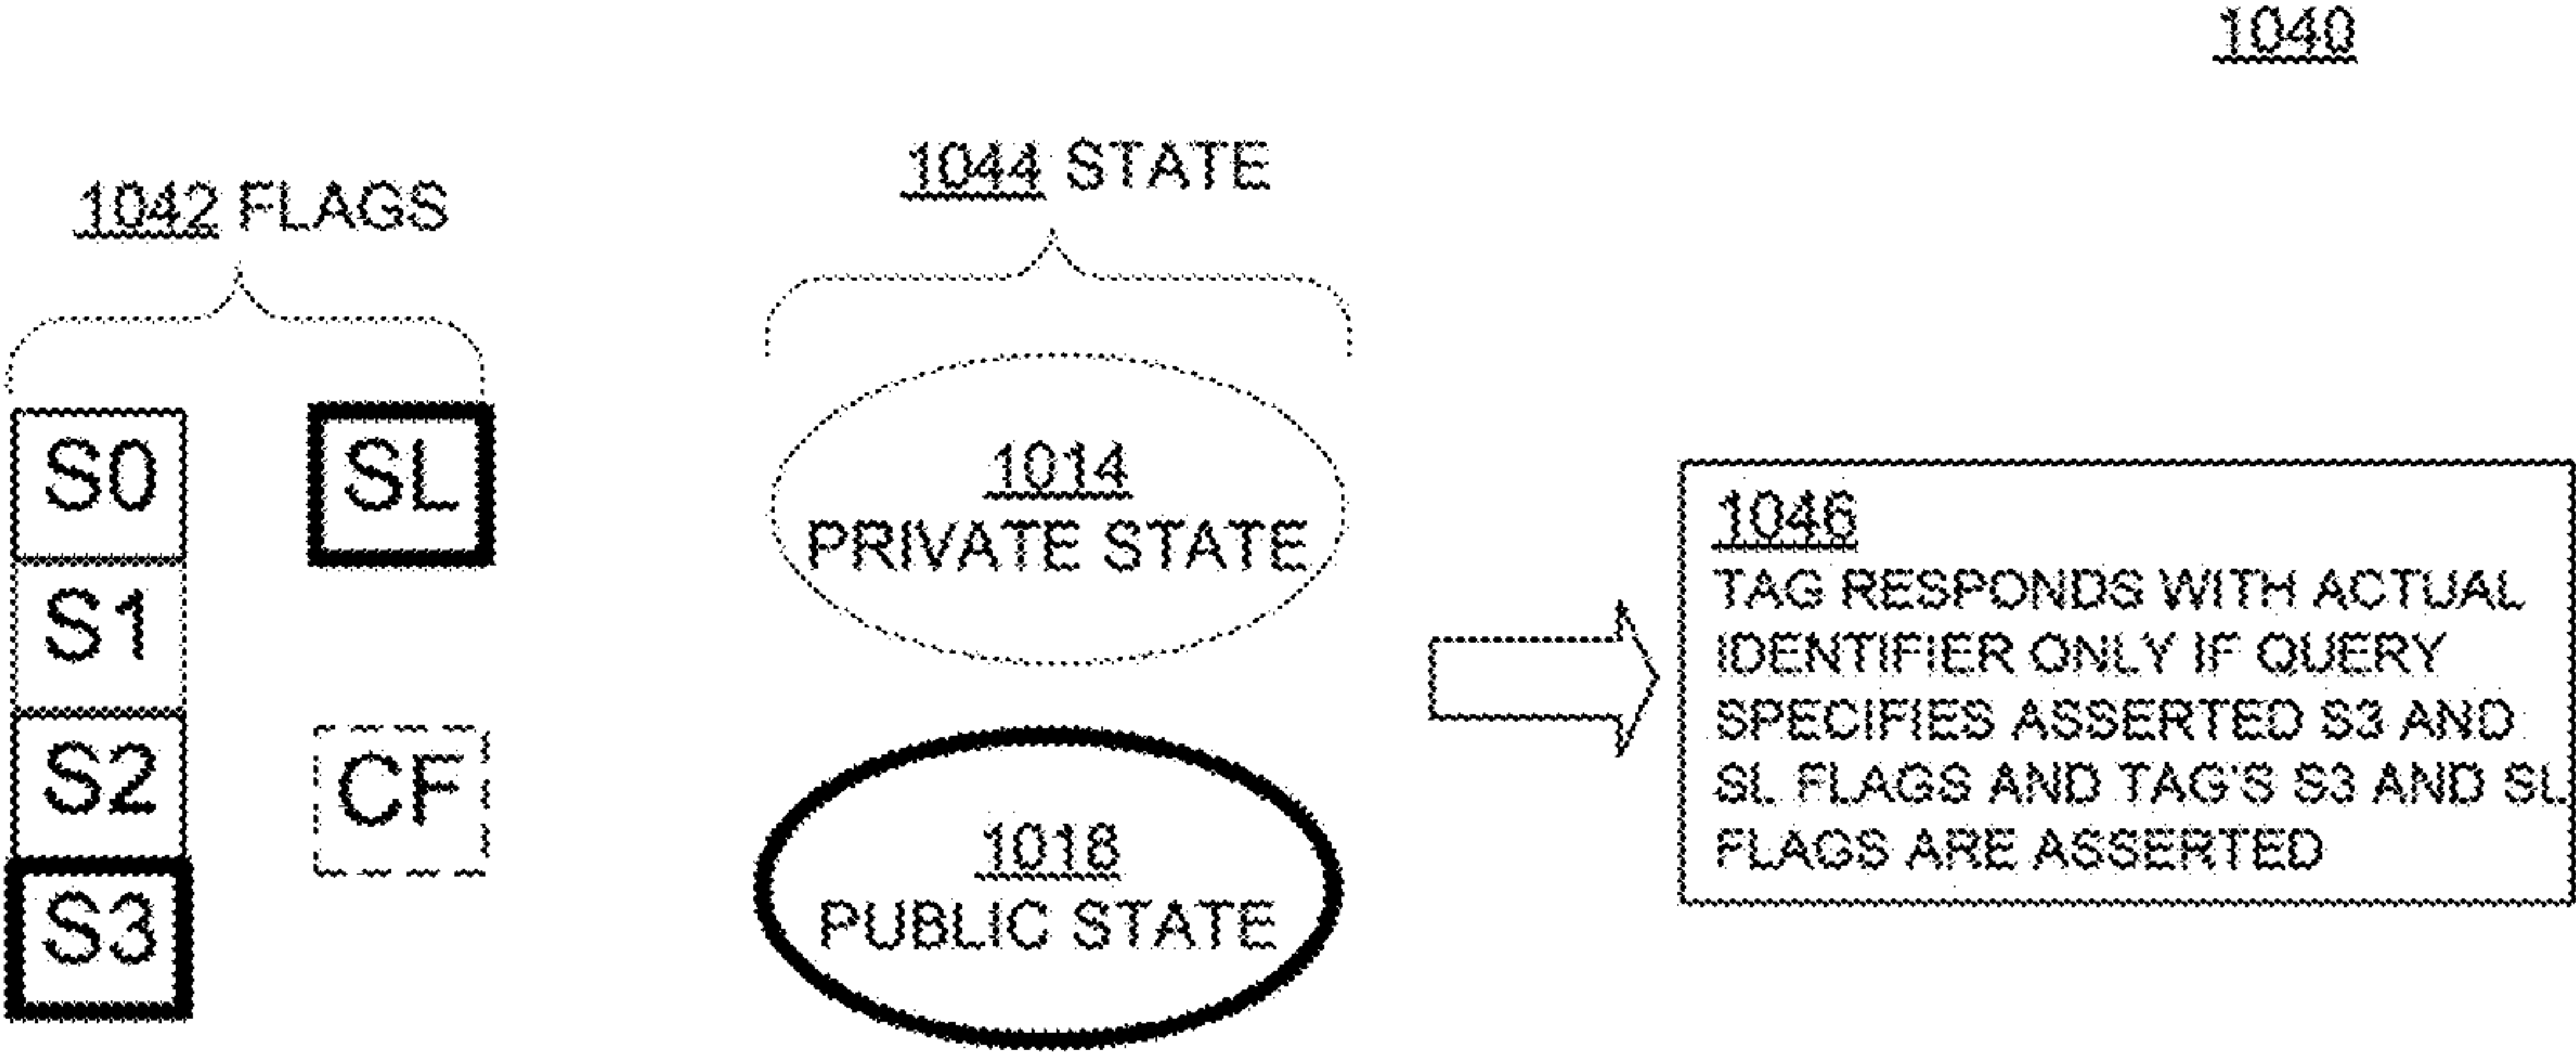 1040
1042 FLAGS
1044 STATE
S0
S1
S2
S3
SL
CF
1014
PRIVATE STATE
1018
PUBLIC STATE
1046
TAG RESPONDS WITH ACTUAL
IDENTIFIER ONLY IF QUERY
SPECIFIES ASSERTED S3 AND
SL FLAGS AND TAG'S S3 AND SL
FLAGS ARE ASSERTED